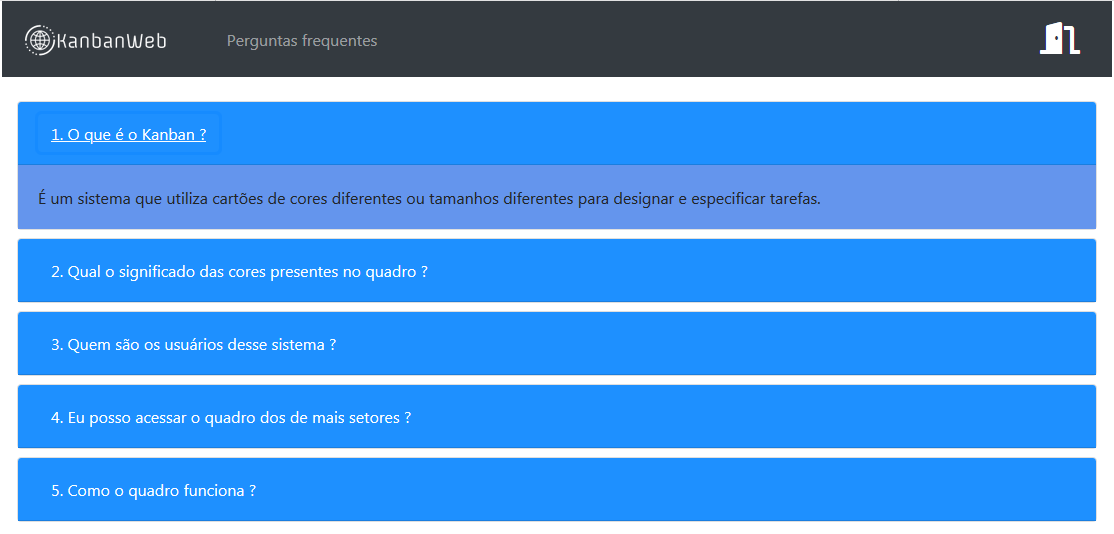 KanbanWeb
Perguntas frequentes
1. O que é o Kanban ?
É um sistema que utiliza cartões de cores diferentes ou tamanhos diferentes para designar e especificar tarefas.
2. Qual o significado das cores presentes no quadro ?
3. Quem são os usuários desse sistema ?
4. Eu posso acessar o quadro dos de mais setores ?
5. Como o quadro funciona ?